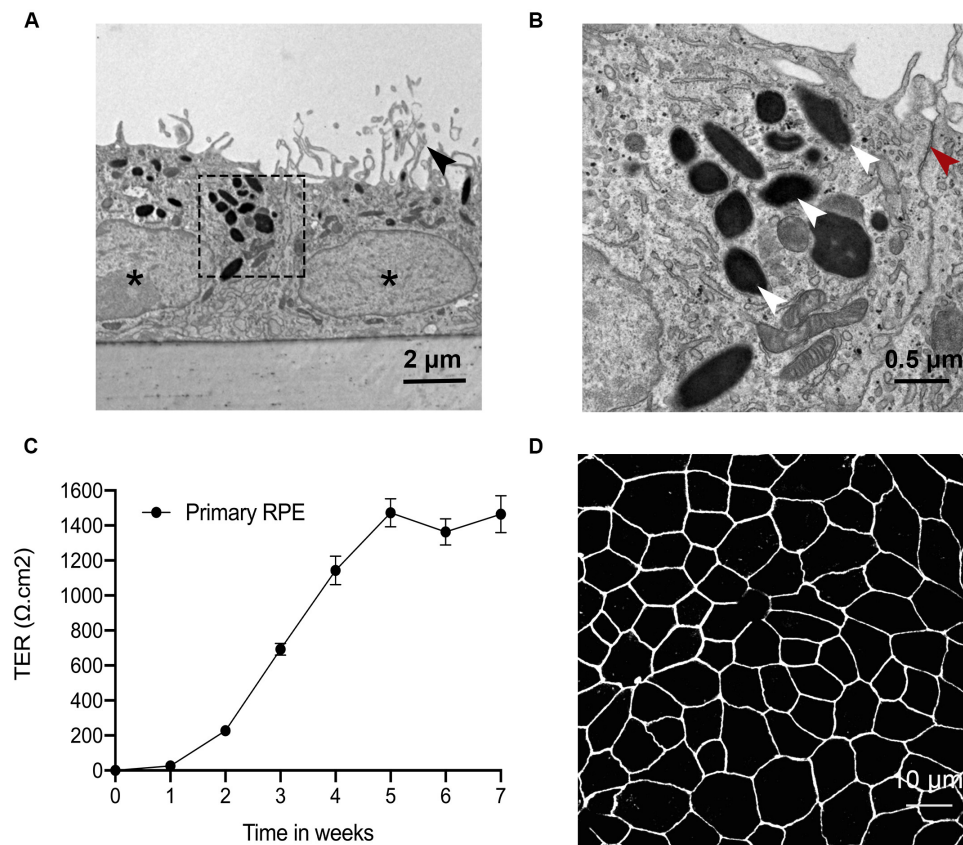 A
B
*
*
2 µm
0.5 µm
C
D
1600
1400
1200
1000
800
600
400
200
0
TER (Ω.cm2)
Primary RPE
0 1 2 3 4 5 6 7
Time in weeks
10 µm